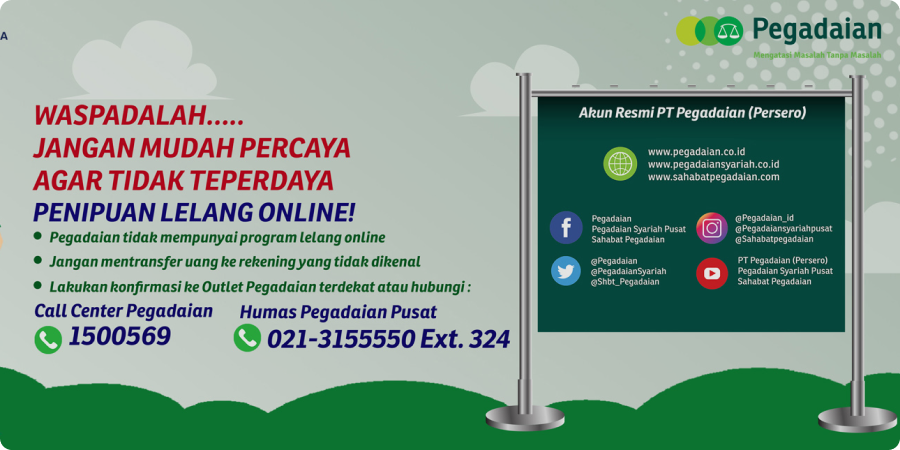 A
Pegadaian
Mengatasi Masalah Tanpa Masalah
WASPADALAH.....
JANGAN MUDAH PERCAYA
AGAR TIDAK TEPERDAYA
PENIPUAN LELANG ONLINE!
Pegadaian tidak mempunyai program lelang online
Jangan mentransfer uang ke rekening yang tidak dikenal
Lakukan konfirmasi ke Outlet Pegadaian terdekat atau hubungi :
Call Center Pegadaian
1500569
Humas Pegadaian Pusat
021-3155550 Ext. 324
Akun Resmi PT Pegadaian (Persero)
www.pegadaian.co.id
www.pegadaiansyariah.co.id
www.sahabatpegadaian.com
Pegadaian
Pegadaian Syariah Pusat
Sahabat Pegadaian
@Pegadaian_id
@Pegadaiansyariahpusat
@Sahabatpegadaian
@Pegadaian
@PegadaianSyariah
@Shbt_Pegadaian
PT Pegadaian (Persero)
Pegadaian Syariah Pusat
Sahabat Pegadaian